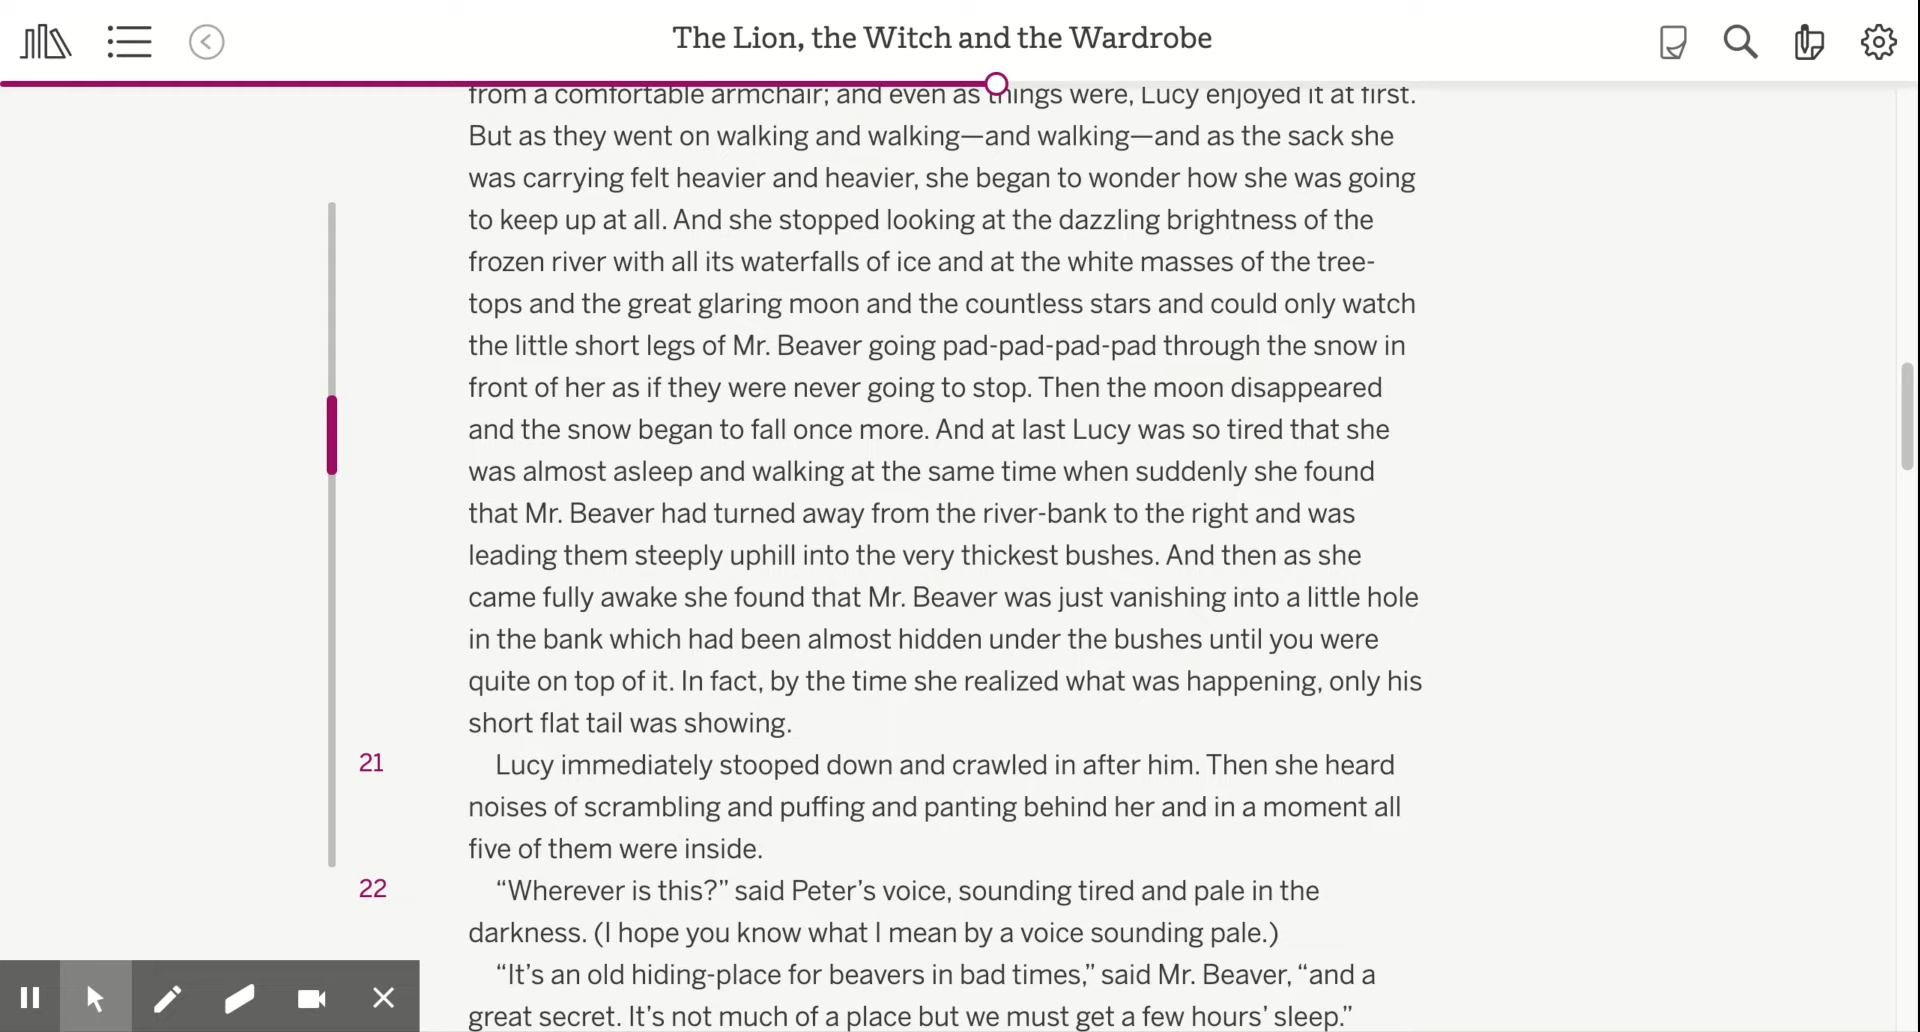 The Lion, the Witch and the Wardrobe
from a comfortable armchair; and even as things were, Lucy enjoyed it at first.
But as they went on walking and walking—and walking—and as the sack she
was carrying felt heavier and heavier, she began to wonder how she was going
to keep up at all. And she stopped looking at the dazzling brightness of the
frozen river with all its waterfalls of ice and at the white masses of the tree-
tops and the great glaring moon and the countless stars and could only watch
the little short legs of Mr. Beaver going pad-pad-pad-pad through the snow in
front of her as if they were never going to stop. Then the moon disappeared
and the snow began to fall once more. And at last Lucy was so tired that she
was almost asleep and walking at the same time when suddenly she found
that Mr. Beaver had turned away from the river-bank to the right and was
leading them steeply uphill into the very thickest bushes. And then as she
came fully awake she found that Mr. Beaver was just vanishing into a little hole
in the bank which had been almost hidden under the bushes until you were
quite on top of it. In fact, by the time she realized what was happening, only his
short flat tail was showing.
21 Lucy immediately stooped down and crawled in after him. Then she heard
noises of scrambling and puffing and panting behind her and in a moment all
five of them were inside.
22 “Wherever is this?” said Peter’s voice, sounding tired and pale in the
darkness. (I hope you know what I mean by a voice sounding pale.)
“It’s an old hiding-place for beavers in bad times,” said Mr. Beaver, “and a
great secret. It’s not much of a place but we must get a few hours’ sleep.”